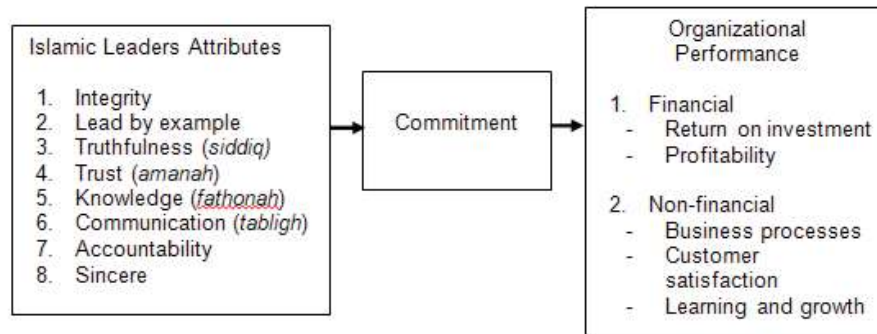 Islamic Leaders Attributes
1. Integrity
2. Lead by example
3. Truthfulness (siddiq)
4. Trust (amanah)
5. Knowledge (fathonah)
6. Communication (tabligh)
7. Accountability
8. Sincere
Commitment
Organizational
Performance
1. Financial
- Return on investment
- Profitability
2. Non-financial
- Business processes
- Customer
satisfaction
- Learning and growth